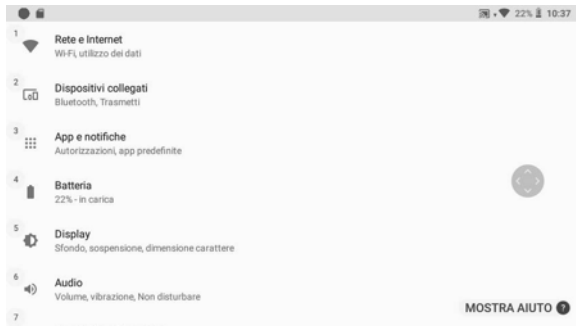 22% 10:37
1
Rete e Internet
Wi-Fi, utilizzo dei dati
2
Dispositivi collegati
Bluetooth, Trasmetti
3
App e notifiche
Autorizzazioni, app predefinite
4
Batteria
22% - in carica
5
Display
Sfondo, sospensione, dimensione carattere
6
Audio
Volume, vibrazione, Non disturbare
7
MOSTRA AIUTO ?